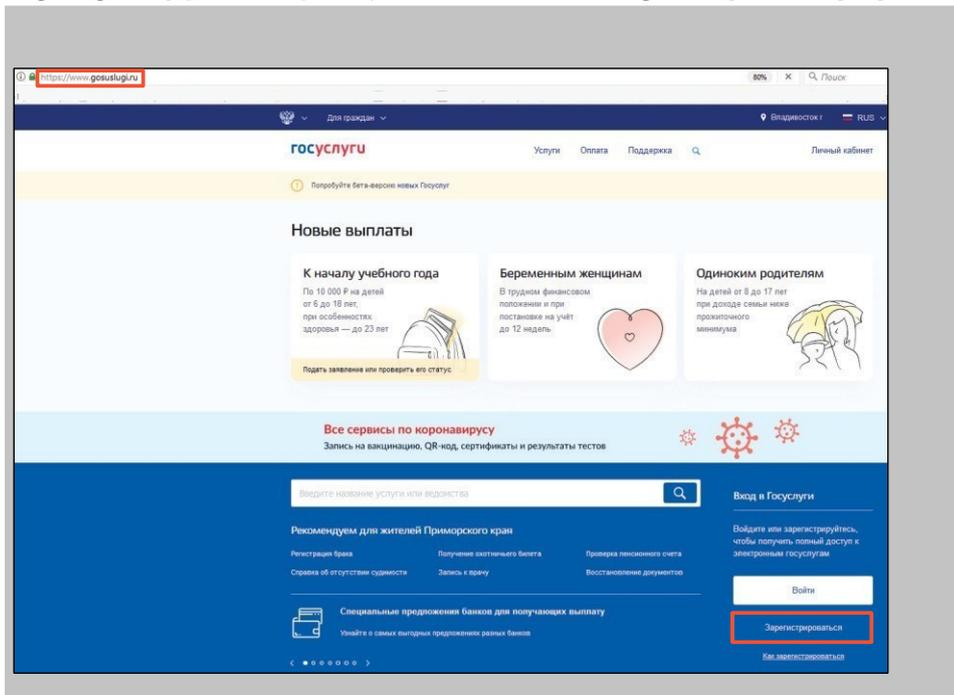 https://www.gosuslugi.ru
80%
Поиск
Для граждан
Владивосток г
RUS
госуслуги
Услуги Оплата Поддержка
Личный кабинет
Попробуйте бета-версию новых Госуслуг
Новые выплаты
К началу учебного года
По 10 000 ₽ на детей
от 6 до 18 лет,
при особенностях
здоровья — до 23 лет
Подать заявление или проверить его статус
Беременным женщинам
В трудном финансовом
положении и при
постановке на учёт
до 12 недель
Одиноким родителям
На детей от 8 до 17 лет
при доходе семьи ниже
прожиточного
минимума
Все сервисы по коронавирусу
Запись на вакцинацию, QR-код, сертификаты и результаты тестов
Введите название услуги или ведомства
Рекомендуем для жителей Приморского края
Регистрация брака
Получение охотничьего билета
Проверка пенсионного счета
Справка об отсутствии судимости
Запись к врачу
Восстановление документов
Специальные предложения банков для получающих выплату
Узнайте о самых выгодных предложениях разных банков
Вход в Госуслуги
Войдите или зарегистрируйтесь,
чтобы получить полный доступ к
электронным госуслугам
Войти
Зарегистрироваться
Как зарегистрироваться